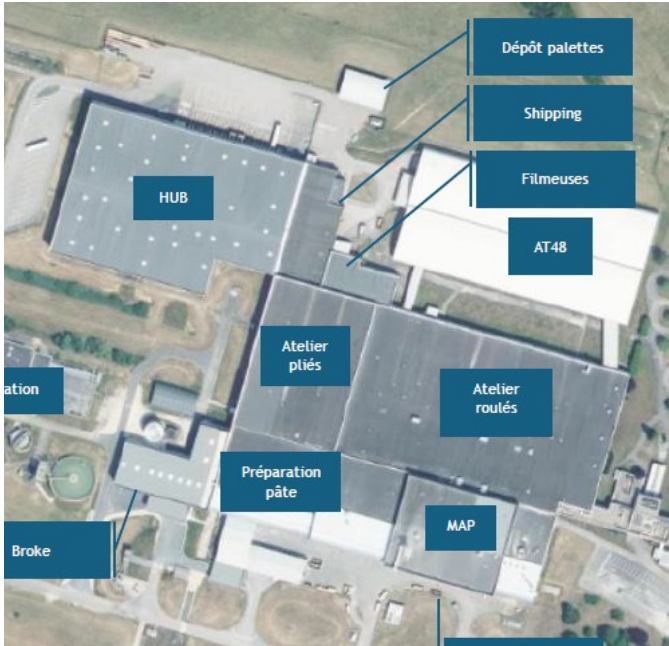 Dépôt palettes
Shipping
Filmeuses
HUB
AT48
Atelier
pliés
Atelier
roulés
ation
Préparation
pâte
MAP
Broke